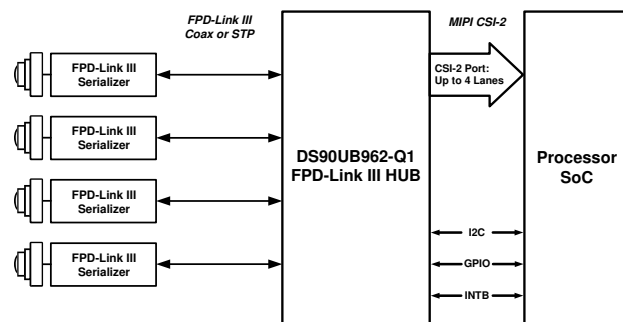 FPD-Link III
Coax or STP
MIPI CSI-2
FPD-Link III
Serializer
FPD-Link III
Serializer
FPD-Link III
Serializer
FPD-Link III
Serializer
DS90UB962-Q1
FPD-Link III HUB
CSI-2 Port:
Up to 4 Lanes
I2C
GPIO
INTB
Processor
SoC